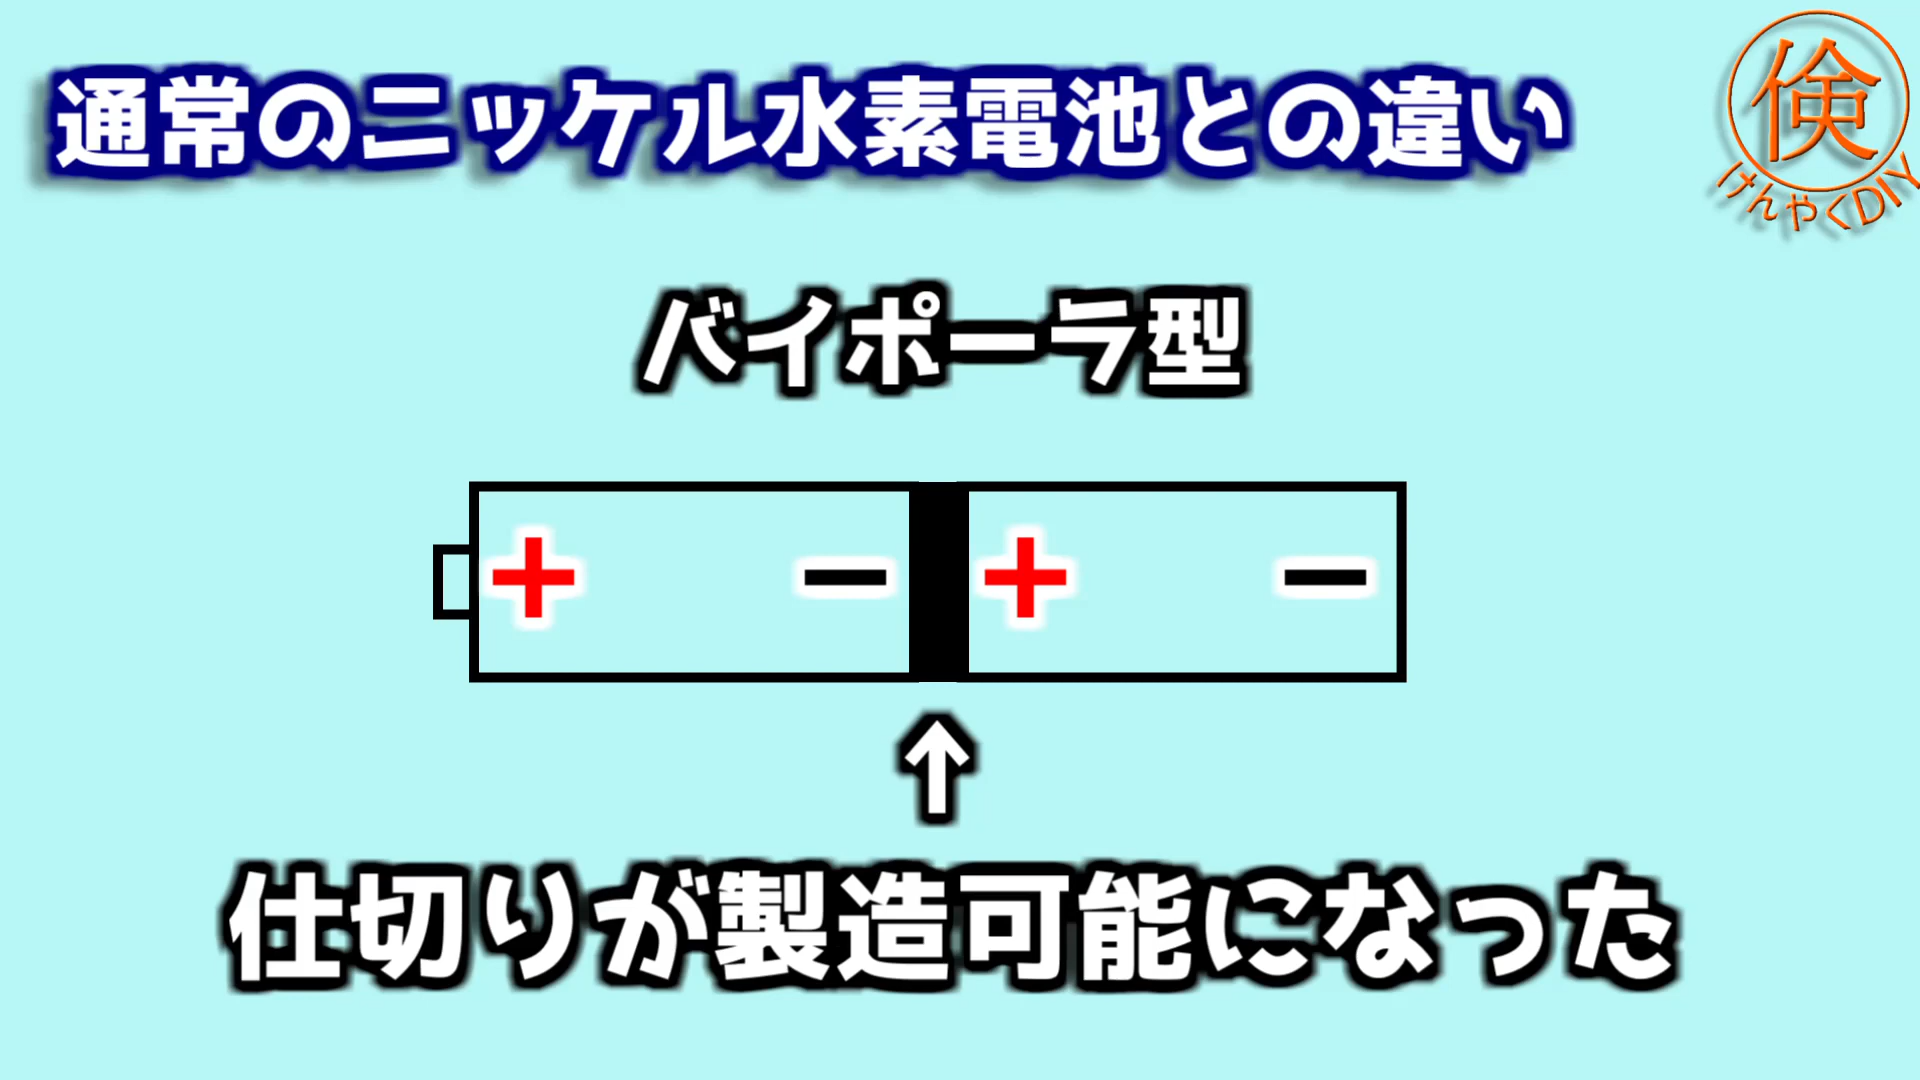 通常のニッケル水素電池との違い
倹
けんやくDIY
バイポーラ型
+ − + −
↑
仕切りが製造可能になった